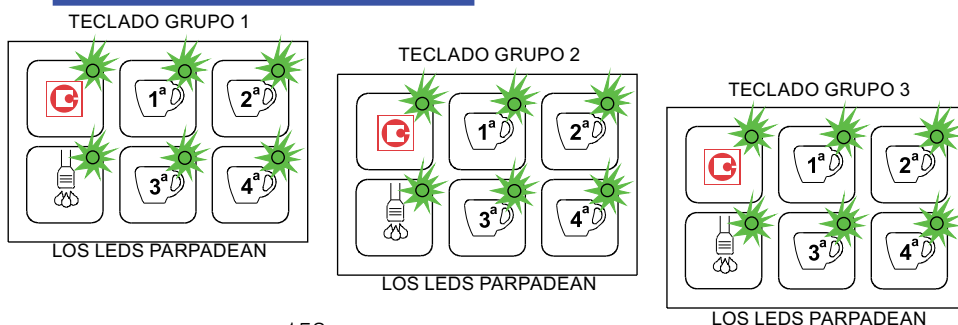 TECLADO GRUPO 1
1ª 2ª
3ª 4ª
LOS LEDS PARPADEAN
TECLADO GRUPO 2
1ª 2ª
3ª 4ª
LOS LEDS PARPADEAN
TECLADO GRUPO 3
1ª 2ª
3ª 4ª
LOS LEDS PARPADEAN